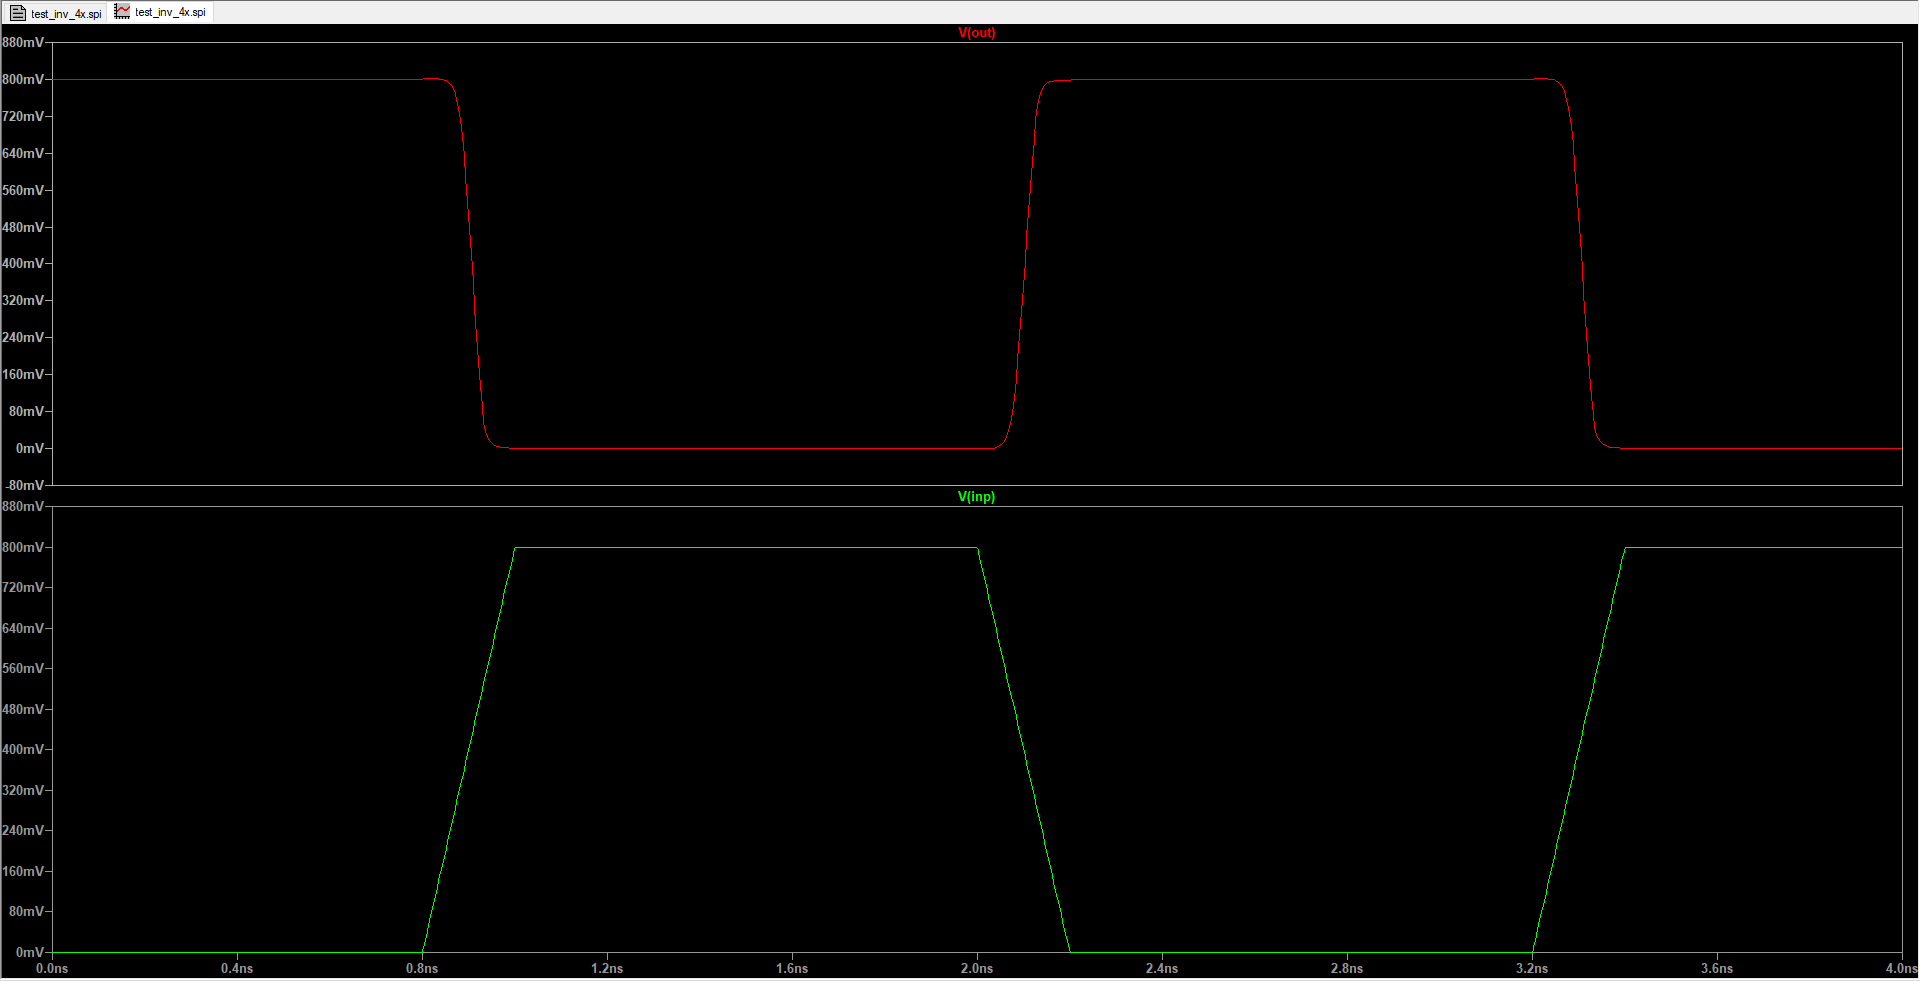 test_inv_4x.spi test_inv_4x.spi
V(out)
880mV
800mV
720mV
640mV
560mV
480mV
400mV
320mV
240mV
160mV
80mV
0mV
-80mV
V(inp)
880mV
800mV
720mV
640mV
560mV
480mV
400mV
320mV
240mV
160mV
80mV
0mV
0.0ns 0.4ns 0.8ns 1.2ns 1.6ns 2.0ns 2.4ns 2.8ns 3.2ns 3.6ns 4.0ns